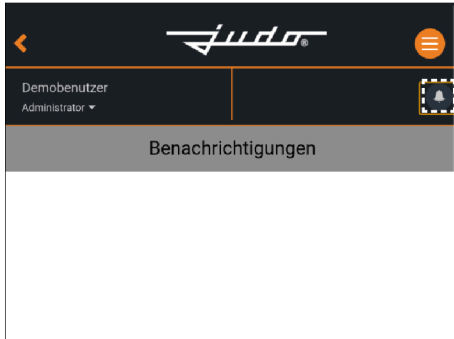 judo®
Demobenutzer
Administrator
Benachrichtigungen